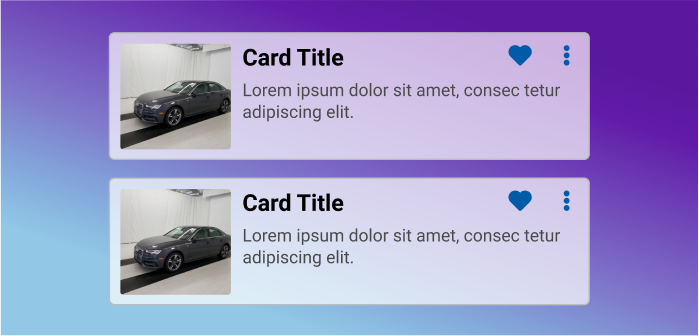 Card Title
Lorem ipsum dolor sit amet, consec tetur
adipiscing elit.
Card Title
Lorem ipsum dolor sit amet, consec tetur
adipiscing elit.